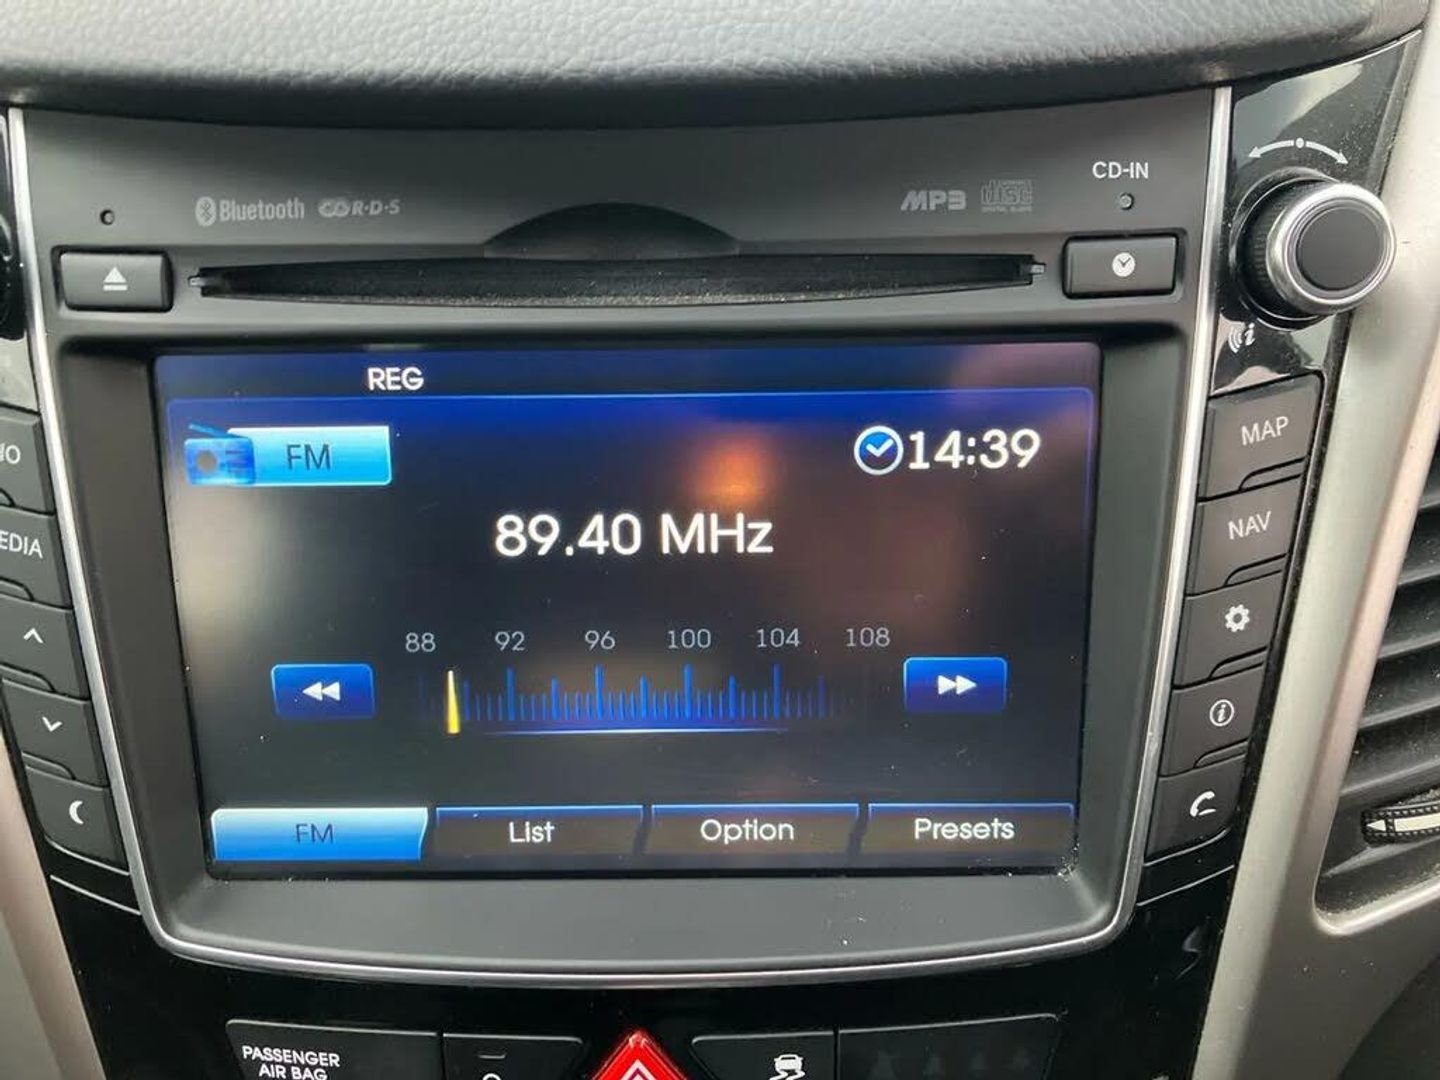 CD-IN
Bluetooth R·D·S MP3 disc
REG
FM
14:39
MAP
89.40 MHz
NAV
EDIA
88 92 96 100 104 108
FM List Option Presets
PASSENGER
AIR BAG